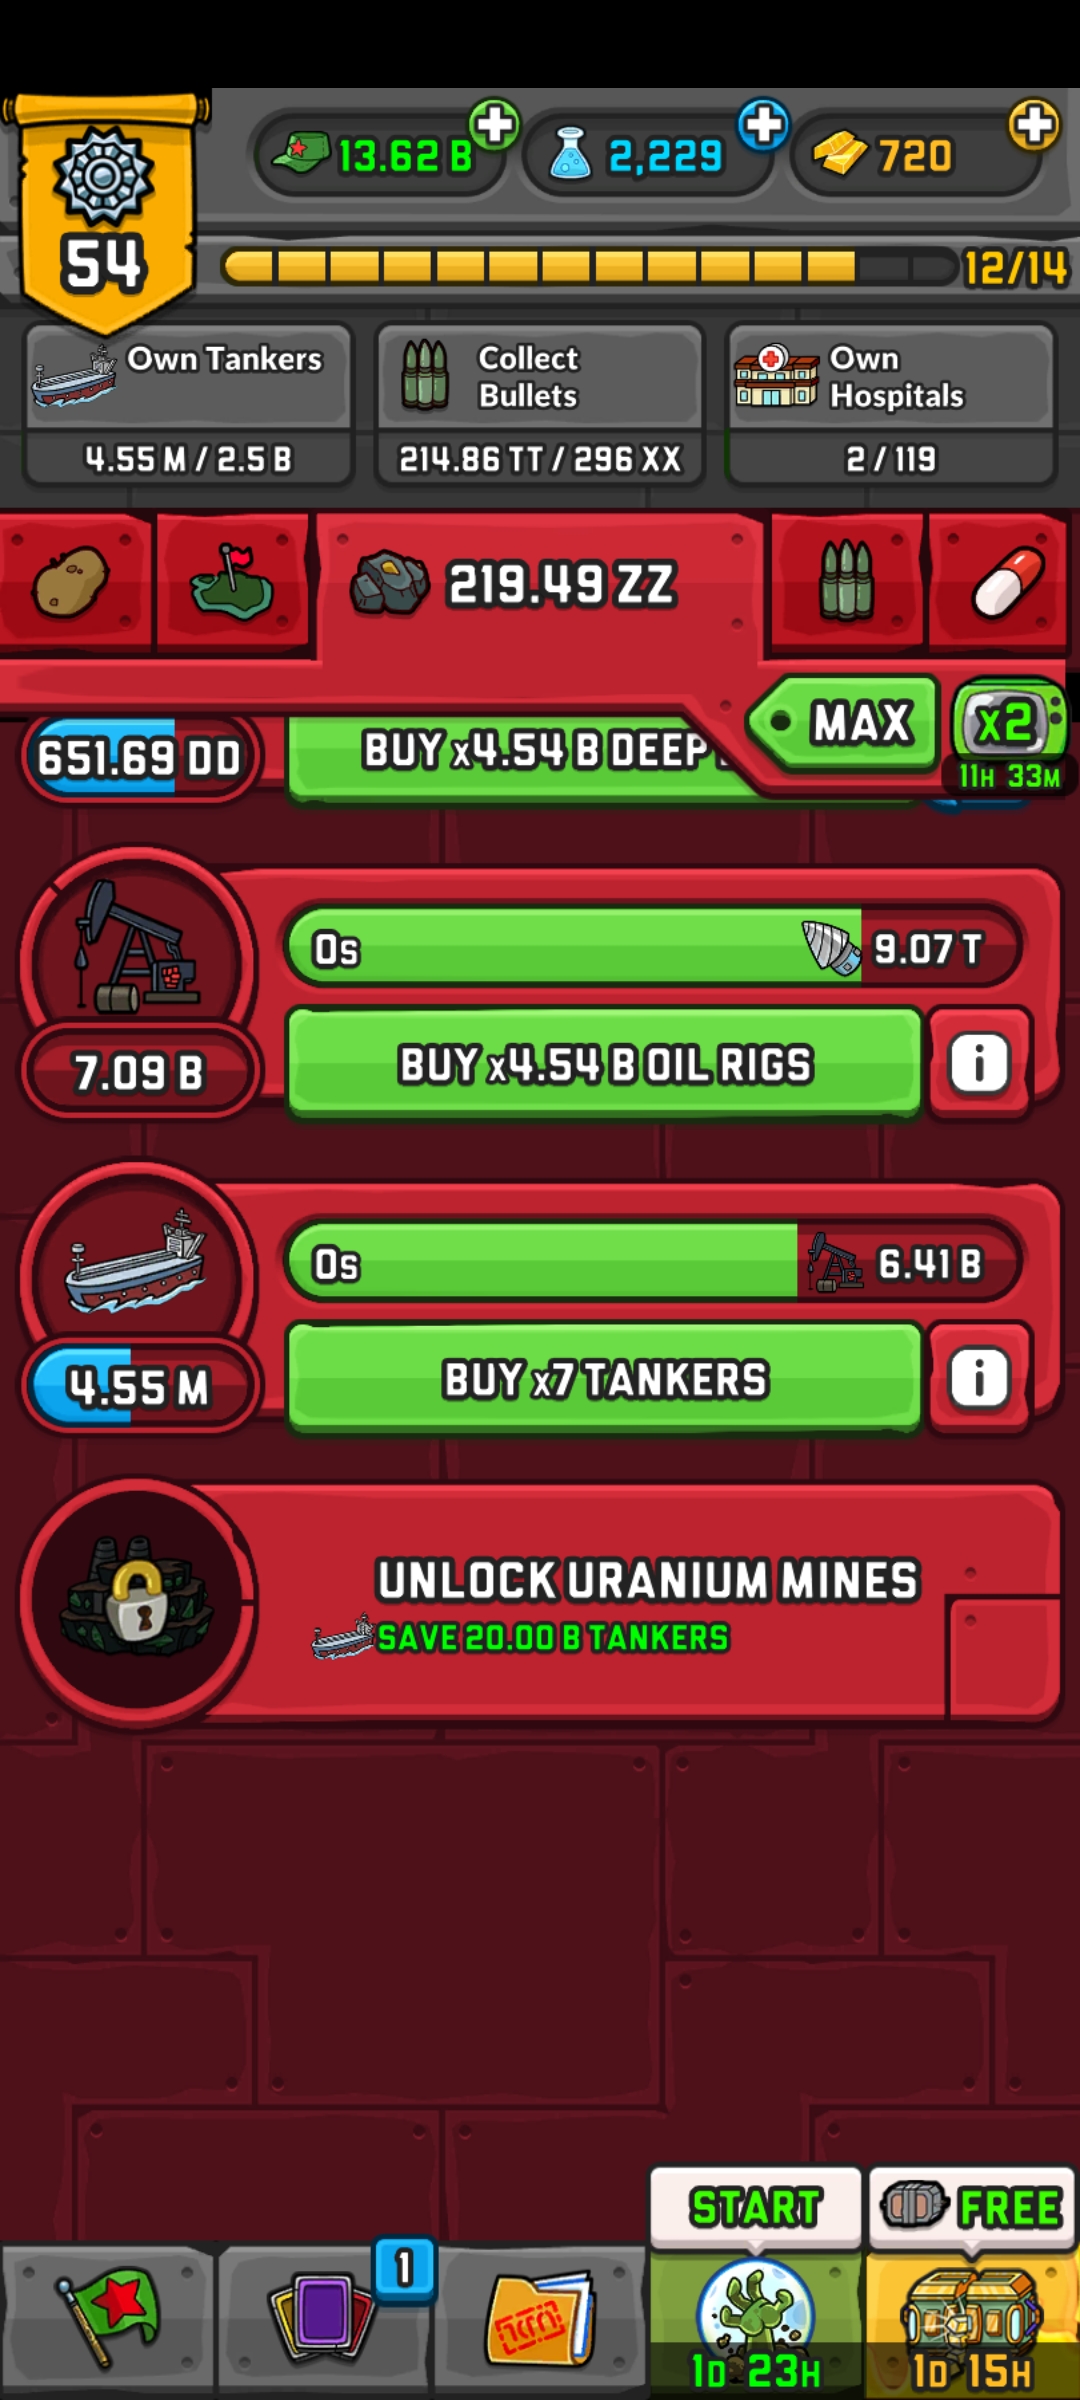 13.62 B
2,229
720
54
12/14
Own Tankers
4.55 M / 2.5 B
Collect
Bullets
214.86 TT / 296 XX
Own
Hospitals
2 / 119
219.49 ZZ
MAX
x2
11H 33M
651.69 DD
BUY x4.54 B DEEP
0s
9.07 T
7.09 B
BUY x4.54 B OIL RIGS
i
0s
6.41 B
4.55 M
BUY x7 TANKERS
i
UNLOCK URANIUM MINES
SAVE 20.00 B TANKERS
START
FREE
1
1D 23H
1D 15H